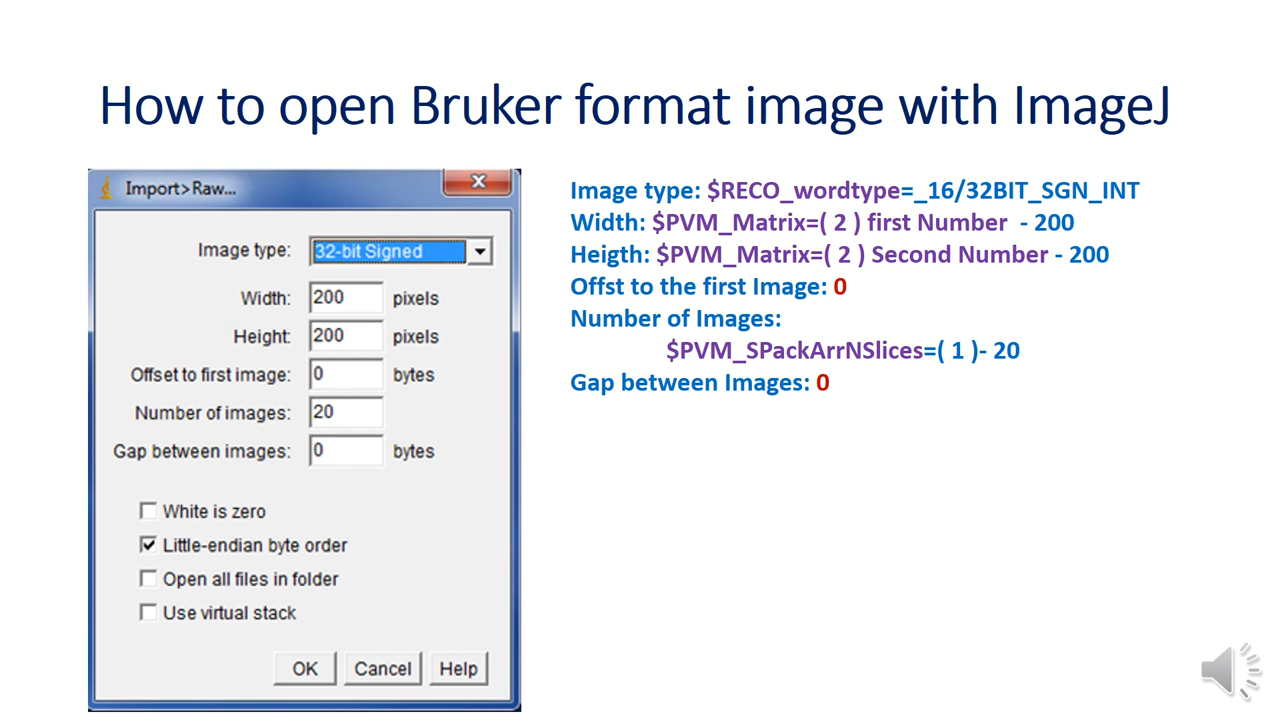 How to open Bruker format image with ImageJ
Import>Raw...
Image type: 32-bit Signed
Width: 200 pixels
Height: 200 pixels
Offset to first image: 0 bytes
Number of images: 20
Gap between images: 0 bytes
White is zero
Little-endian byte order
Open all files in folder
Use virtual stack
OK Cancel Help
Image type: $RECO_wordtype=_16/32BIT_SGN_INT
Width: $PVM_Matrix=( 2 ) first Number - 200
Heigth: $PVM_Matrix=( 2 ) Second Number - 200
Offst to the first Image: 0
Number of Images:
$PVM_SPackArrNSlices=( 1 )- 20
Gap between Images: 0